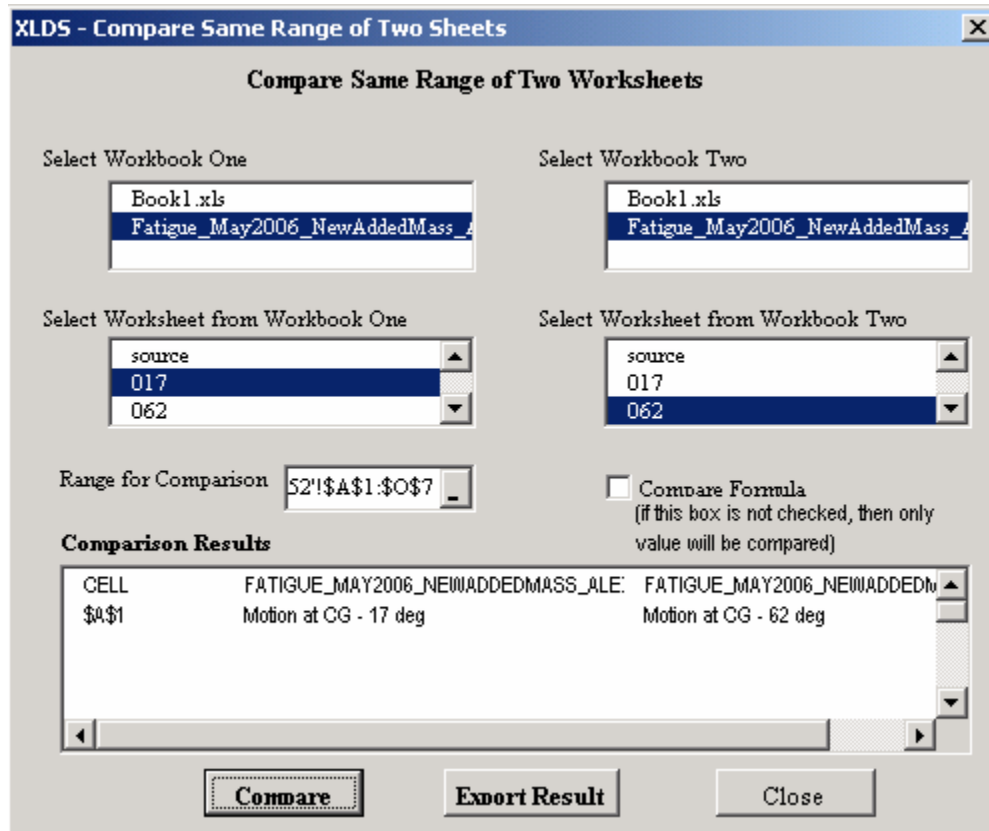 XLDS - Compare Same Range of Two Sheets
Compare Same Range of Two Worksheets
Select Workbook One
Select Workbook Two
Book1.xls
Fatigue_May2006_NewAddedMass_A
Book1.xls
Fatigue_May2006_NewAddedMass_A
Select Worksheet from Workbook One
Select Worksheet from Workbook Two
source
017
062
source
017
062
Range for Comparison
52'!$A$1:$O$7
Compare Formula
(if this box is not checked, then only
value will be compared)
Comparison Results
CELL FATIGUE_MAY2006_NEWADDEDMASS_ALE FATIGUE_MAY2006_NEWADDEDM
$A$1 Motion at CG - 17 deg Motion at CG - 62 deg
Compare Export Result Close